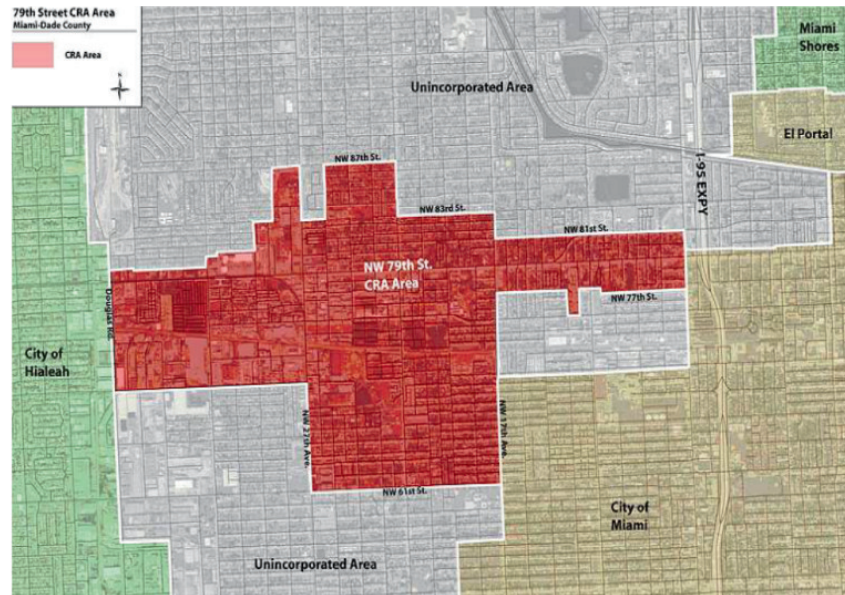 79th Street CRA Area
Miami-Dade County
CRA Area
N
Miami
Shores
Unincorporated Area
El Portal
NW 87th St.
I-95 EXPY
NW 83rd St.
NW 81st St.
NW 79th St.
CRA Area
Douglas Rd.
NW 77th St.
City of
Hialeah
NW 27th Ave.
NW 17th Ave.
NW 61st St.
City of
Miami
Unincorporated Area